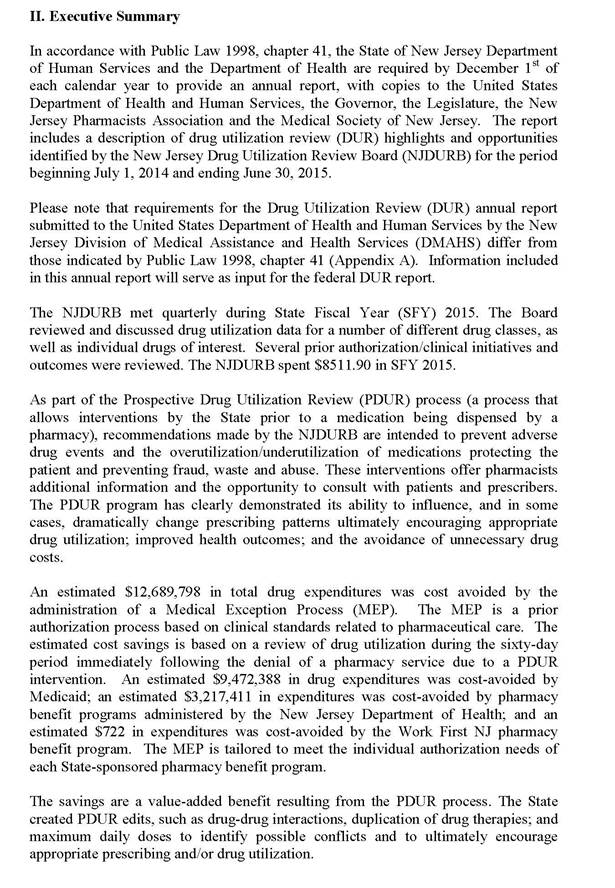 II. Executive Summary
In accordance with Public Law 1998, chapter 41, the State of New Jersey Department
of Human Services and the Department of Health are required by December 1st of
each calendar year to provide an annual report, with copies to the United States
Department of Health and Human Services, the Governor, the Legislature, the New
Jersey Pharmacists Association and the Medical Society of New Jersey. The report
includes a description of drug utilization review (DUR) highlights and opportunities
identified by the New Jersey Drug Utilization Review Board (NJDURB) for the period
beginning July 1, 2014 and ending June 30, 2015.
Please note that requirements for the Drug Utilization Review (DUR) annual report
submitted to the United States Department of Health and Human Services by the New
Jersey Division of Medical Assistance and Health Services (DMAHS) differ from
those indicated by Public Law 1998, chapter 41 (Appendix A). Information included
in this annual report will serve as input for the federal DUR report.
The NJDURB met quarterly during State Fiscal Year (SFY) 2015. The Board
reviewed and discussed drug utilization data for a number of different drug classes, as
well as individual drugs of interest. Several prior authorization/clinical initiatives and
outcomes were reviewed. The NJDURB spent $8511.90 in SFY 2015.
As part of the Prospective Drug Utilization Review (PDUR) process (a process that
allows interventions by the State prior to a medication being dispensed by a
pharmacy), recommendations made by the NJDURB are intended to prevent adverse
drug events and the overutilization/underutilization of medications protecting the
patient and preventing fraud, waste and abuse. These interventions offer pharmacists
additional information and the opportunity to consult with patients and prescribers.
The PDUR program has clearly demonstrated its ability to influence, and in some
cases, dramatically change prescribing patterns ultimately encouraging appropriate
drug utilization; improved health outcomes; and the avoidance of unnecessary drug
costs.
An estimated $12,689,798 in total drug expenditures was cost avoided by the
administration of a Medical Exception Process (MEP). The MEP is a prior
authorization process based on clinical standards related to pharmaceutical care. The
estimated cost savings is based on a review of drug utilization during the sixty-day
period immediately following the denial of a pharmacy service due to a PDUR
intervention. An estimated $9,472,388 in drug expenditures was cost-avoided by
Medicaid; an estimated $3,217,411 in expenditures was cost-avoided by pharmacy
benefit programs administered by the New Jersey Department of Health; and an
estimated $722 in expenditures was cost-avoided by the Work First NJ pharmacy
benefit program. The MEP is tailored to meet the individual authorization needs of
each State-sponsored pharmacy benefit program.
The savings are a value-added benefit resulting from the PDUR process. The State
created PDUR edits, such as drug-drug interactions, duplication of drug therapies; and
maximum daily doses to identify possible conflicts and to ultimately encourage
appropriate prescribing and/or drug utilization.